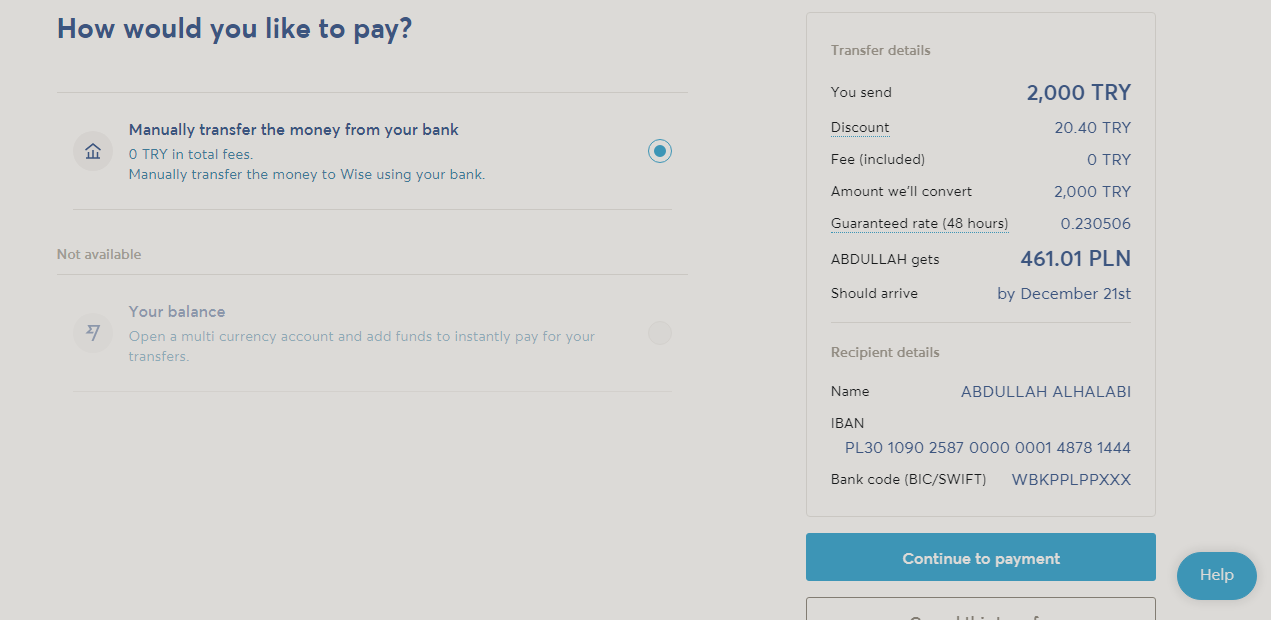 How would you like to pay?
Manually transfer the money from your bank
0 TRY in total fees.
Manually transfer the money to Wise using your bank.
Not available
Your balance
Open a multi currency account and add funds to instantly pay for your
transfers.
Transfer details
You send 2,000 TRY
Discount 20.40 TRY
Fee (included) 0 TRY
Amount we'll convert 2,000 TRY
Guaranteed rate (48 hours) 0.230506
ABDULLAH gets 461.01 PLN
Should arrive by December 21st
Recipient details
Name ABDULLAH ALHALABI
IBAN
PL30 1090 2587 0000 0001 4878 1444
Bank code (BIC/SWIFT) WBKPPLPPXXX
Continue to payment
Help